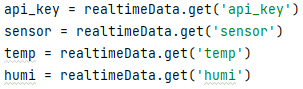 api_key = realtimeData.get('api_key')
sensor = realtimeData.get('sensor')
temp = realtimeData.get('temp')
humi = realtimeData.get('humi')